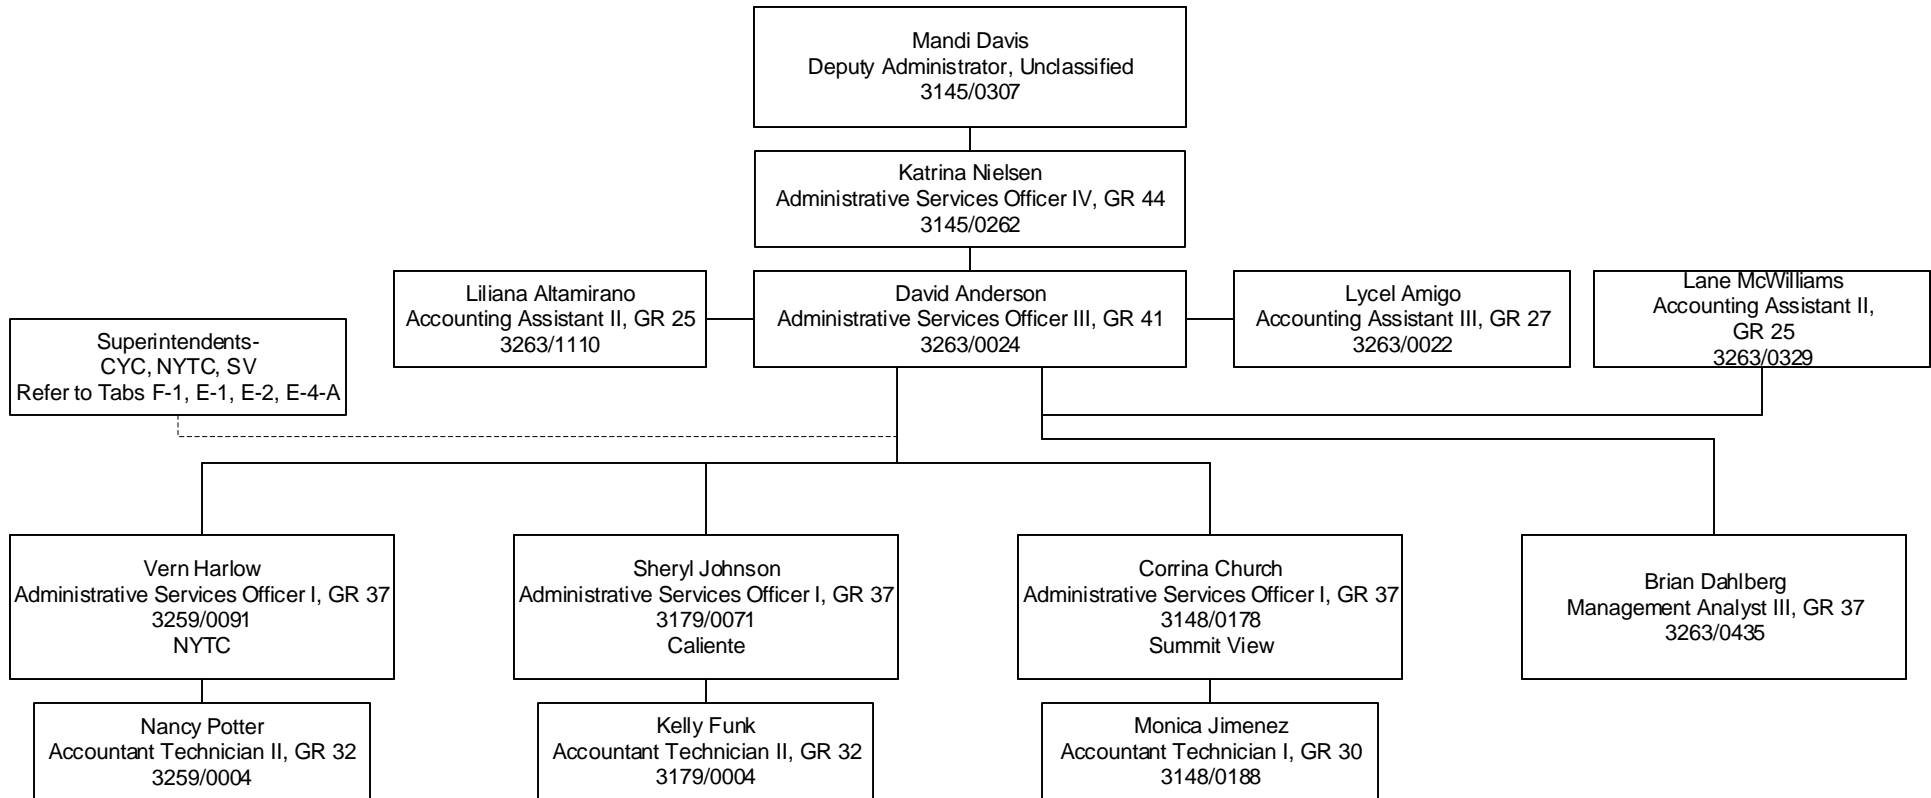 Mandi Davis
Deputy Administrator, Unclassified
3145/0307
Katrina Nielsen
Administrative Services Officer IV, GR 44
3145/0262
Liliana Altamirano
Accounting Assistant II, GR 25
3263/1110
David Anderson
Administrative Services Officer III, GR 41
3263/0024
Lycel Amigo
Accounting Assistant III, GR 27
3263/0022
Lane McWilliams
Accounting Assistant II,
GR 25
3263/0329
Superintendents-
CYC, NYTC, SV
Refer to Tabs F-1, E-1, E-2, E-4-A
Vern Harlow
Administrative Services Officer I, GR 37
3259/0091
NYTC
Sheryl Johnson
Administrative Services Officer I, GR 37
3179/0071
Caliente
Corrina Church
Administrative Services Officer I, GR 37
3148/0178
Summit View
Brian Dahlberg
Management Analyst III, GR 37
3263/0435
Nancy Potter
Accountant Technician II, GR 32
3259/0004
Kelly Funk
Accountant Technician II, GR 32
3179/0004
Monica Jimenez
Accountant Technician I, GR 30
3148/0188